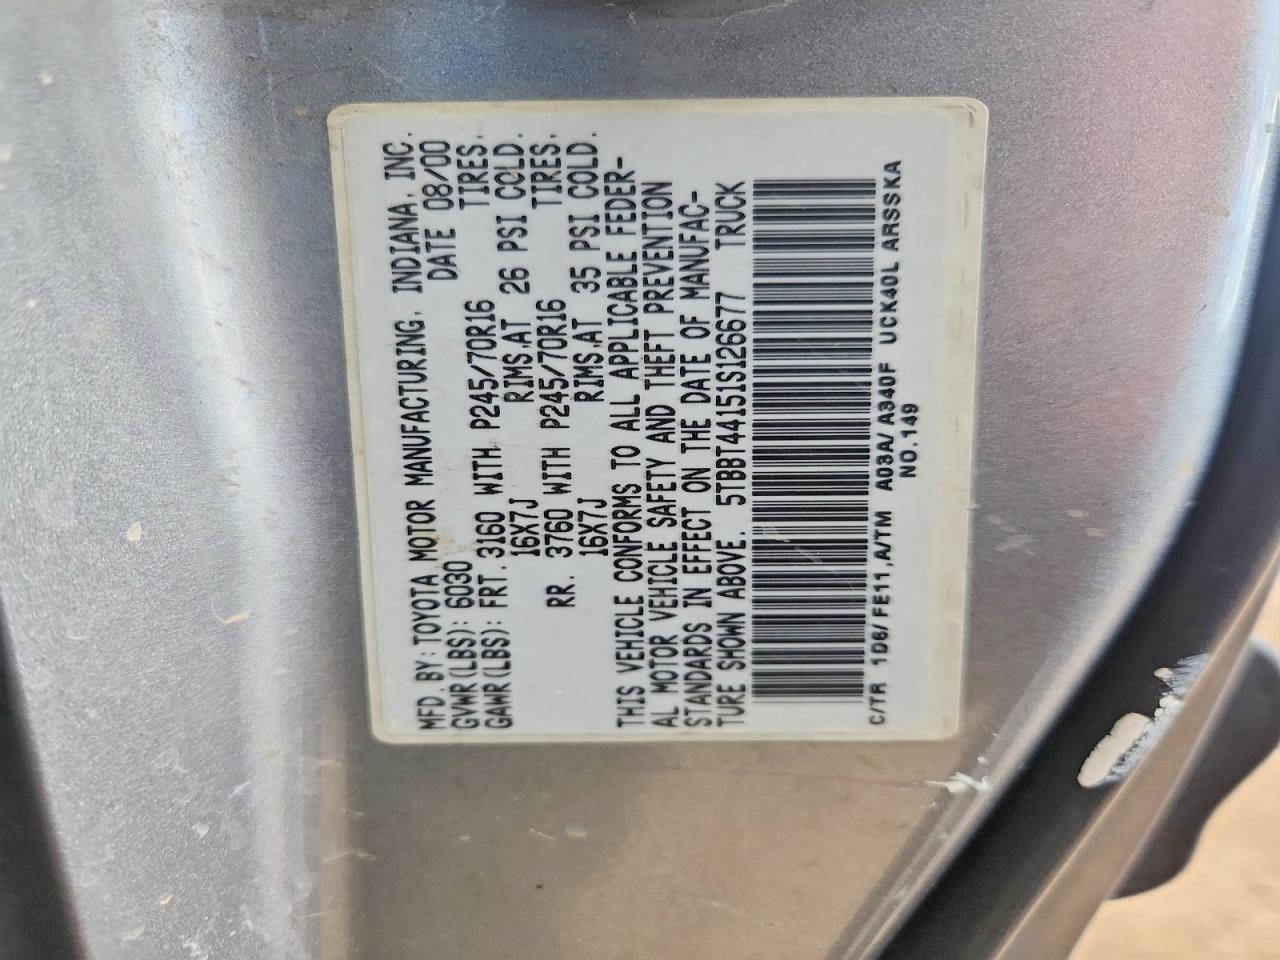 MFD. BY: TOYOTA MOTOR MANUFACTURING, INDIANA, INC.
GVWR(LBS): 6030 DATE 08/00
GAWR(LBS): FRT. 3160 WITH P245/70R16 TIRES.
16X7J RIMS,AT 26 PSI COLD.
RR. 3760 WITH P245/70R16 TIRES.
16X7J RIMS,AT 35 PSI COLD.
THIS VEHICLE CONFORMS TO ALL APPLICABLE FEDER-
AL MOTOR VEHICLE SAFETY AND THEFT PREVENTION
STANDARDS IN EFFECT ON THE DATE OF MANUFAC-
TURE SHOWN ABOVE. 5TBBT44151S126677 TRUCK
C/TR 1D6/FE11,A/TM A03A/A340F UCK40L ARSSKA
NO.149